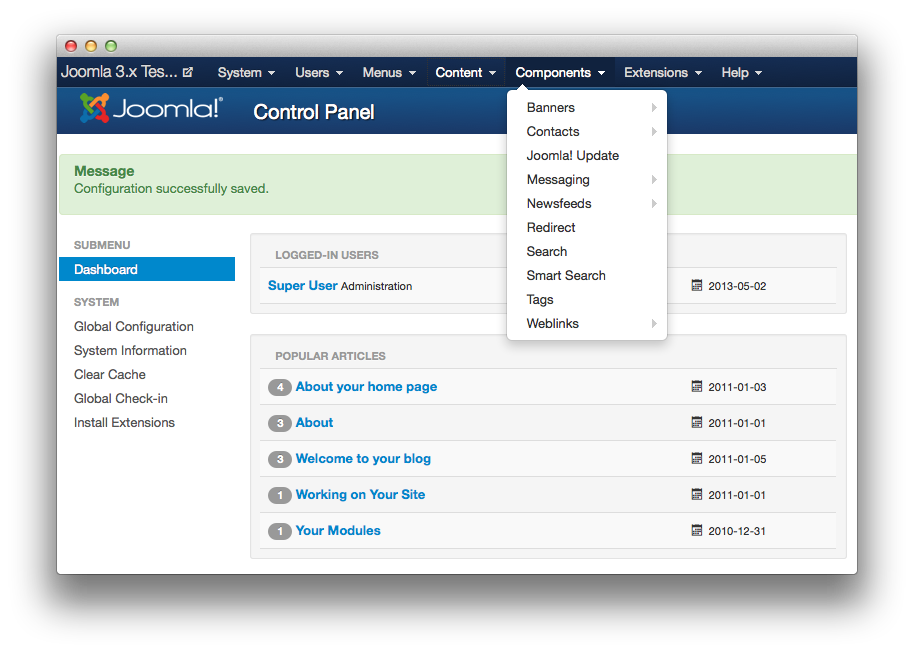 Joomla 3.x Tes... System Users Menus Content Components Extensions Help
Joomla!® Control Panel
Banners
Contacts
Joomla! Update
Messaging
Newsfeeds
Redirect
Search
Smart Search
Tags
Weblinks
Message
Configuration successfully saved.
SUBMENU
Dashboard
SYSTEM
Global Configuration
System Information
Clear Cache
Global Check-in
Install Extensions
LOGGED-IN USERS
Super User Administration 2013-05-02
POPULAR ARTICLES
4 About your home page 2011-01-03
3 About 2011-01-01
3 Welcome to your blog 2011-01-05
1 Working on Your Site 2011-01-01
1 Your Modules 2010-12-31